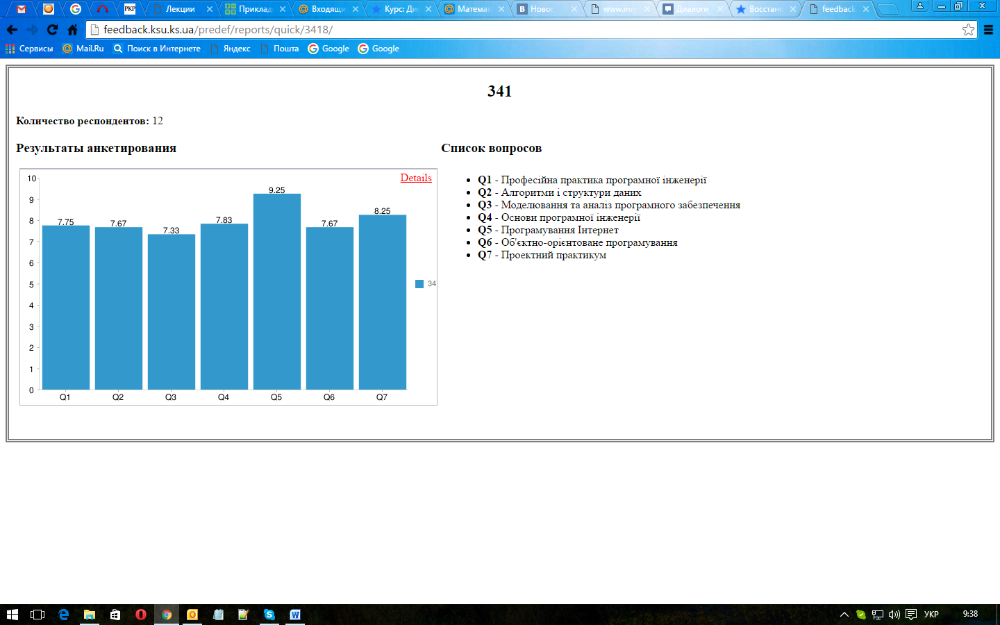 PKP
Лекции
Приклад
Входящи
Курс: Ди
Математ
Новос
www.inm
Диалоги
Восстано
feedback
feedback.ksu.ks.ua/predef/reports/quick/3418/
Сервисы
Mail.Ru
Поиск в Интернете
Яндекс
Пошта
Google
Google
341
Количество респондентов: 12
Результаты анкетирования
Details
10
9
8
7
6
5
4
3
2
1
0
7.75
7.67
7.33
7.83
9.25
7.67
8.25
Q1
Q2
Q3
Q4
Q5
Q6
Q7
34
Список вопросов
Q1 - Професійна практика програмної інженерії
Q2 - Алгоритми і структури даних
Q3 - Моделювання та аналіз програмного забезпечення
Q4 - Основи програмної інженерії
Q5 - Програмування Інтернет
Q6 - Об'єктно-орієнтоване програмування
Q7 - Проектний практикум
УКР
9:38